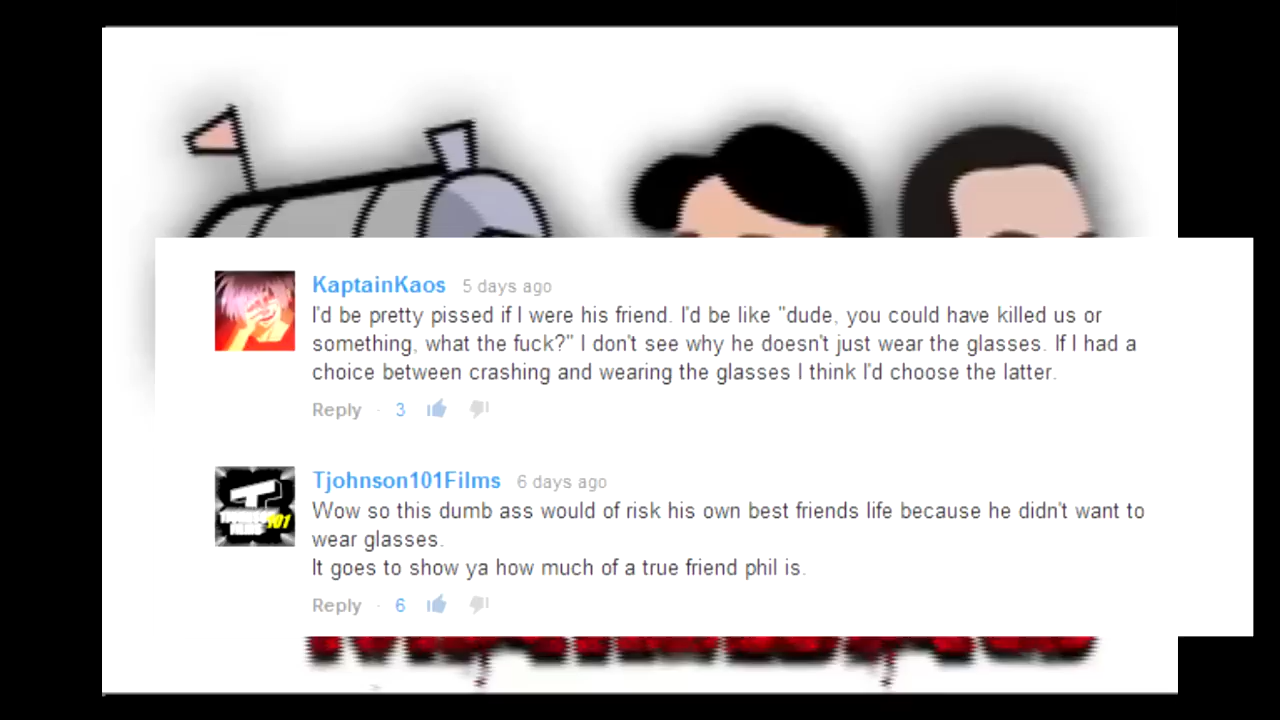 KaptainKaos 5 days ago
I'd be pretty pissed if I were his friend. I'd be like "dude, you could have killed us or
something, what the fuck?" I don't see why he doesn't just wear the glasses. If I had a
choice between crashing and wearing the glasses I think I'd choose the latter.
Reply · 3
Tjohnson101Films 6 days ago
Wow so this dumb ass would of risk his own best friends life because he didn't want to
wear glasses.
It goes to show ya how much of a true friend phil is.
Reply · 6
101